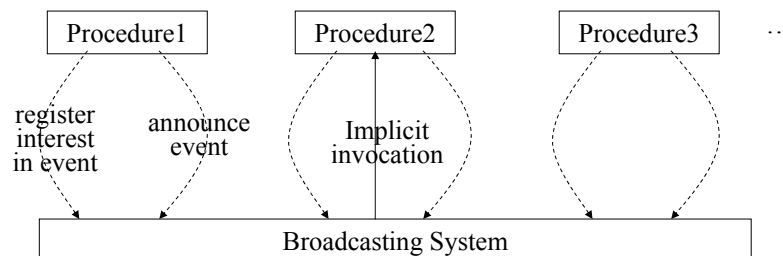 Procedure1
Procedure2
Procedure3
...
register
interest
in event
announce
event
Implicit
invocation
Broadcasting System